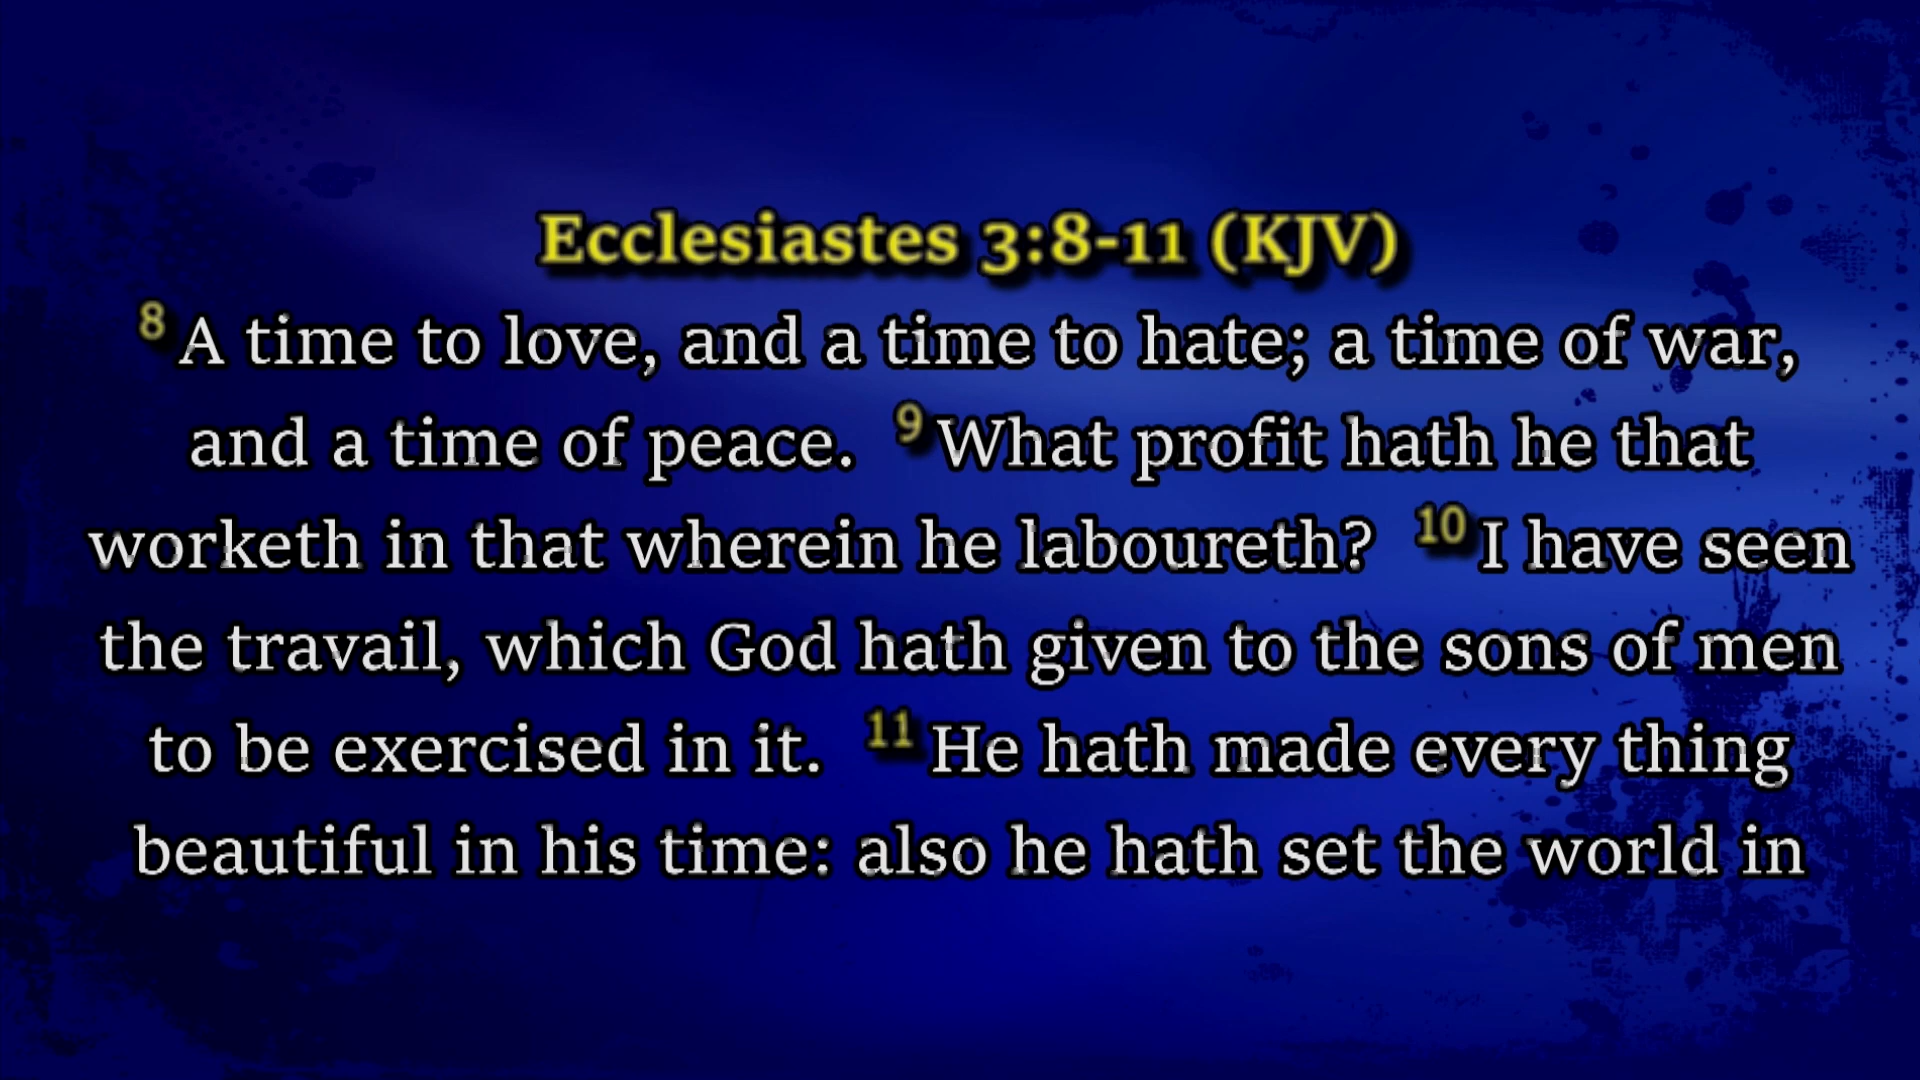 Ecclesiastes 3:8-11 (KJV)
8 A time to love, and a time to hate; a time of war,
and a time of peace. 9 What profit hath he that
worketh in that wherein he laboureth? 10 I have seen
the travail, which God hath given to the sons of men
to be exercised in it. 11 He hath made every thing
beautiful in his time: also he hath set the world in